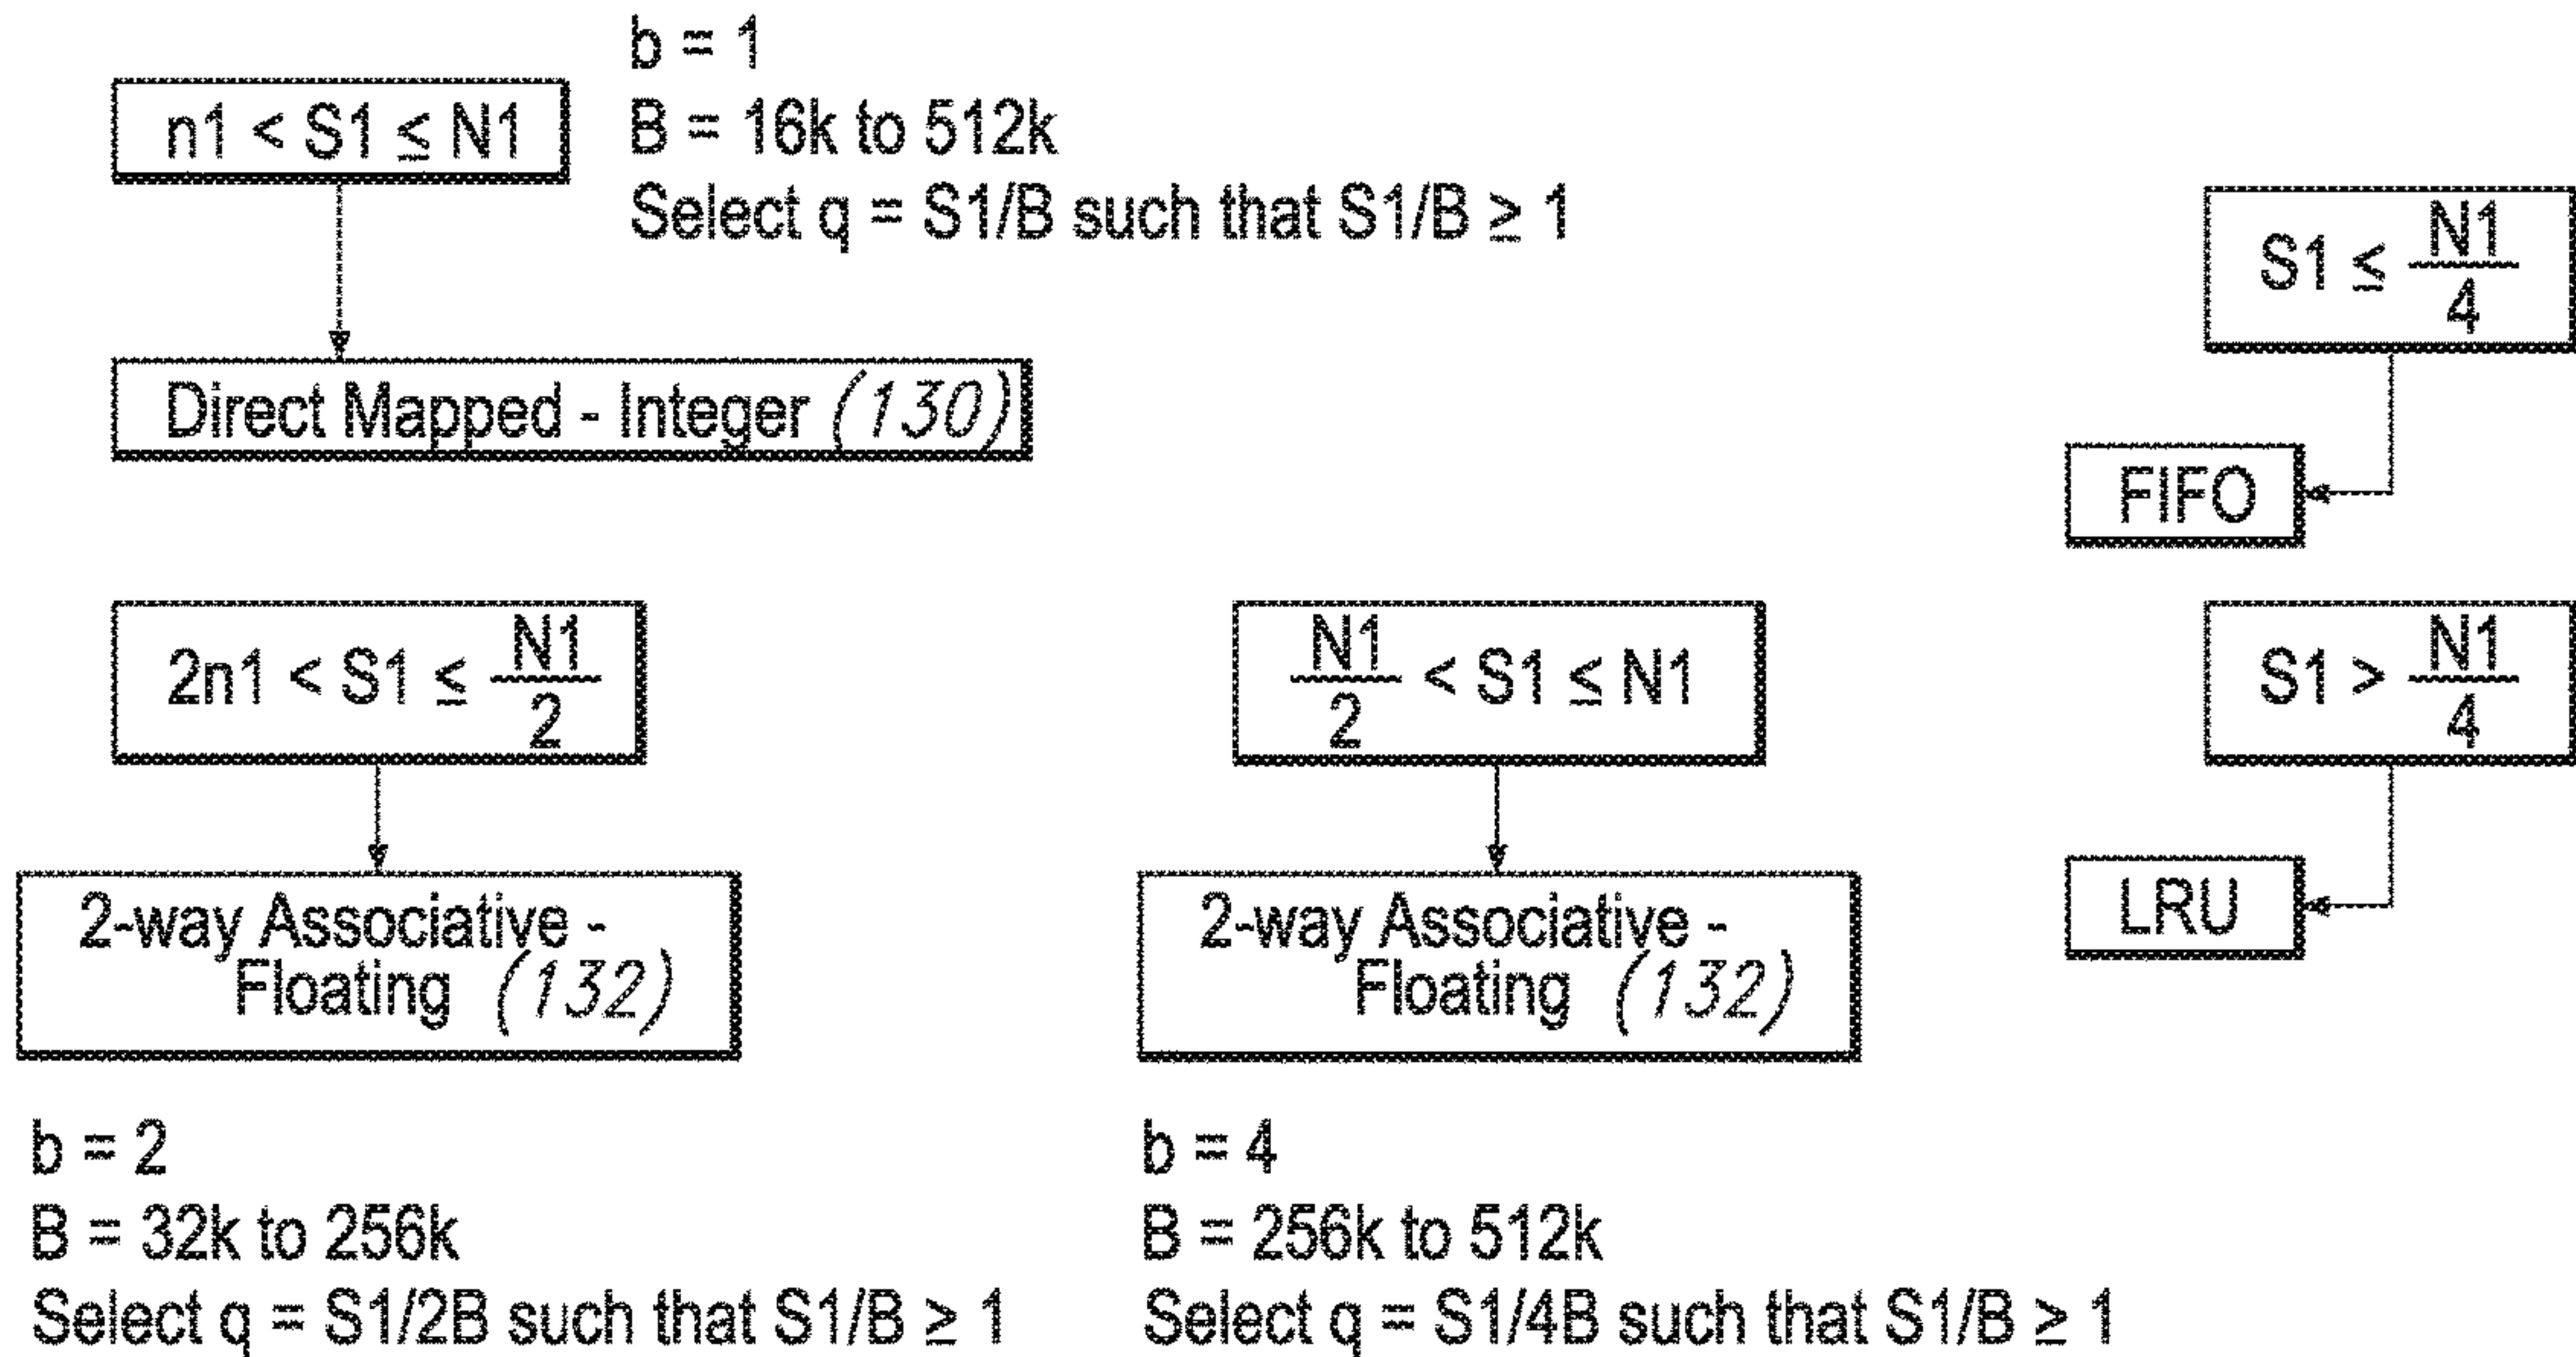 b = 1
n1 < S1 ≤ N1
B = 16k to 512k
Select q = S1/B such that S1/B ≥ 1
Direct Mapped - Integer (130)
S1 ≤ N1/4
FIFO
2n1 < S1 ≤ N1/2
2-way Associative -
Floating (132)
b = 2
B = 32k to 256k
Select q = S1/2B such that S1/B ≥ 1
N1/2 < S1 ≤ N1
2-way Associative -
Floating (132)
b = 4
B = 256k to 512k
Select q = S1/4B such that S1/B ≥ 1
S1 > N1/4
LRU